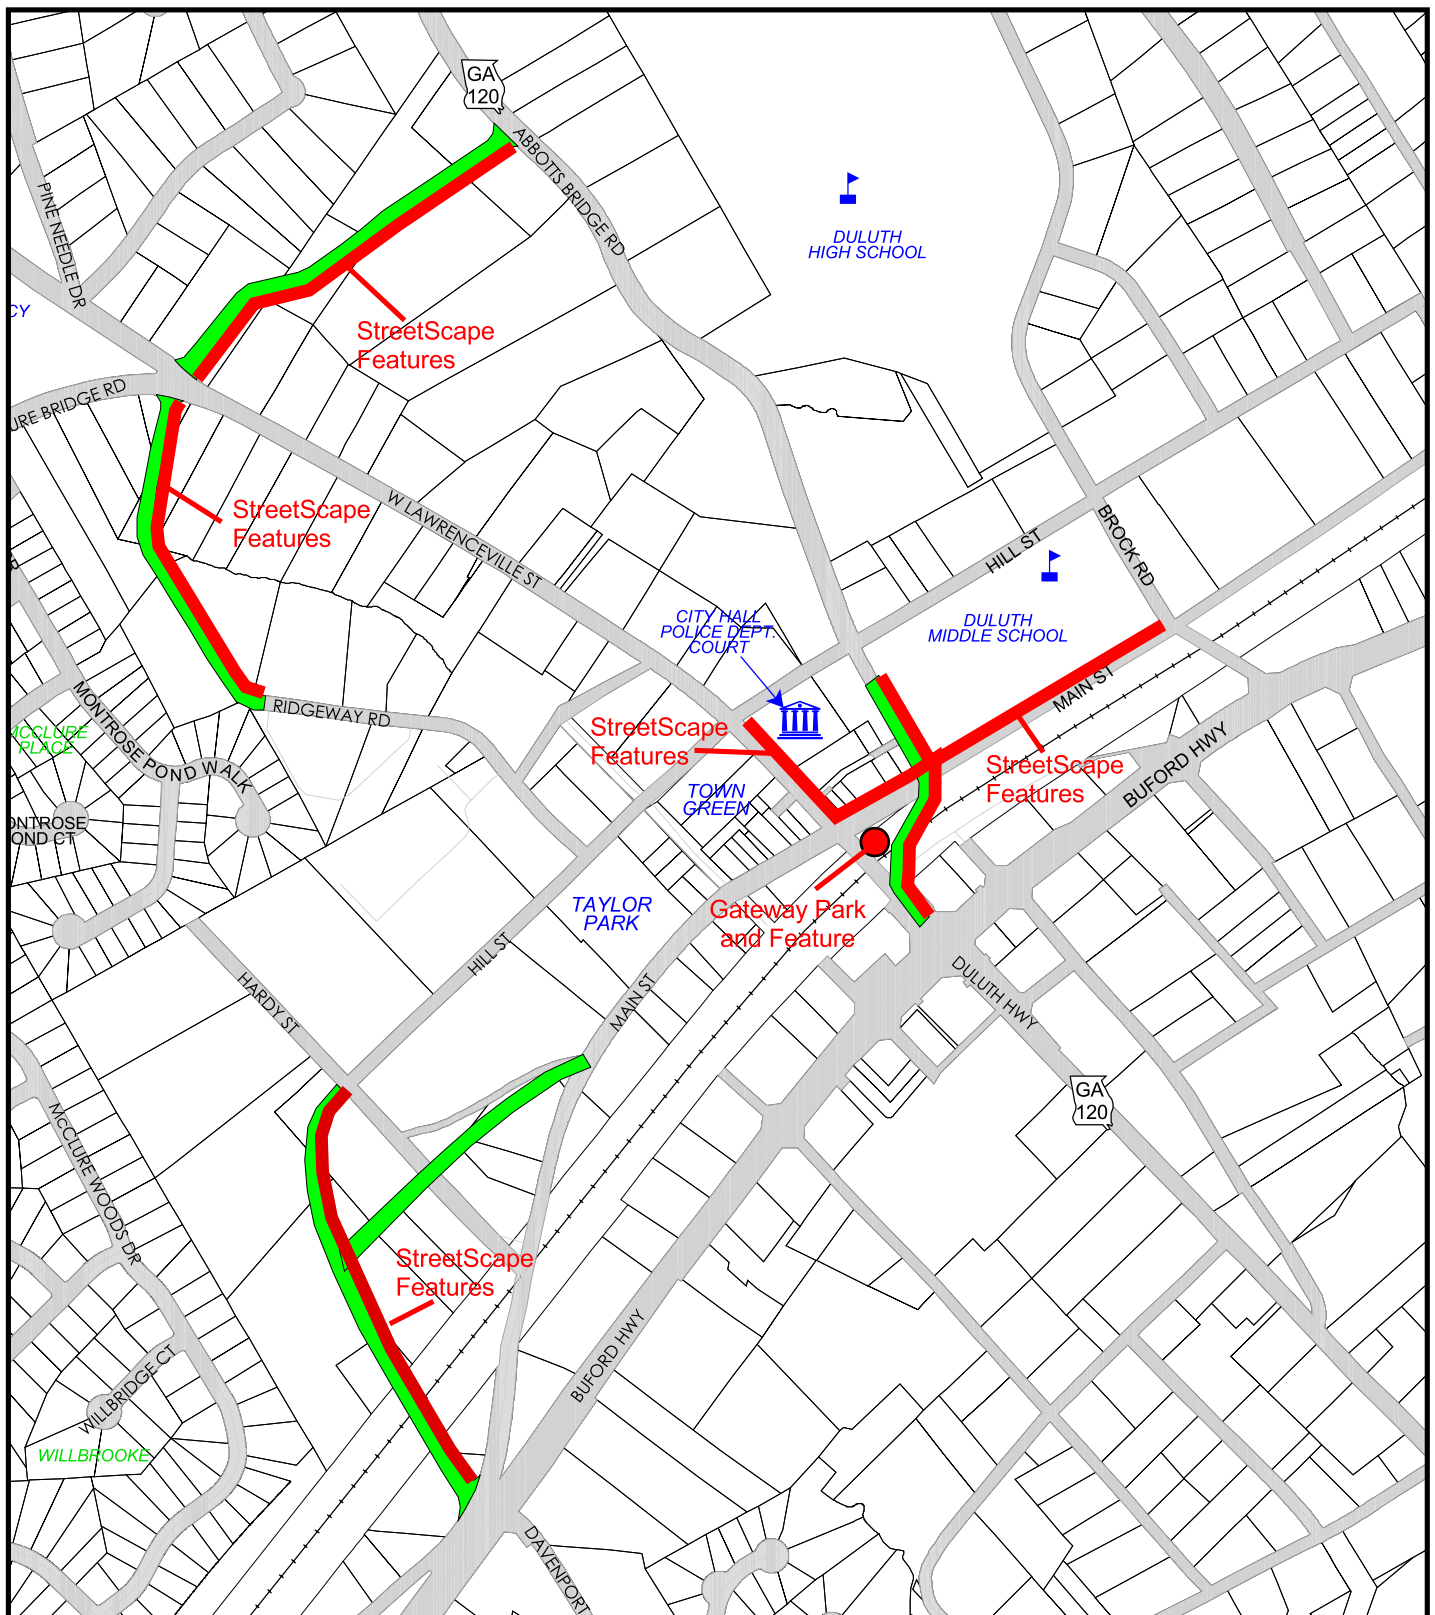 GA
120
ABBOTTS BRIDGE RD
PINE NEEDLE DR
DULUTH
HIGH SCHOOL
CY
StreetScape
Features
URE BRIDGE RD
StreetScape
Features
W LAWRENCEVILLE ST
HILL ST
BROCK RD
CITY HALL
POLICE DEPT.
COURT
DULUTH
MIDDLE SCHOOL
MAIN ST
MONTROSE POND WALK
RIDGEWAY RD
MCCLURE
PLACE
StreetScape
Features
StreetScape
Features
BUFORD HWY
TOWN
GREEN
ONTROSE
OND CT
TAYLOR
PARK
Gateway Park
and Feature
HILL ST
HARDY ST
MAIN ST
DULUTH HWY
GA
120
McCLURE WOODS DR
StreetScape
Features
BUFORD HWY
WILLBRIDGE CT
WILLBROOKE
DAVENPORT